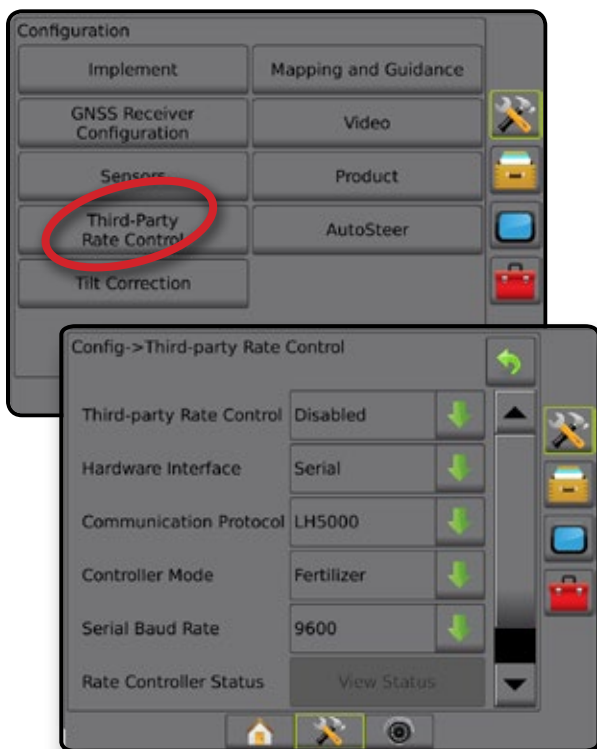 Configuration
Implement
Mapping and Guidance
GNSS Receiver
Configuration
Video
Sensors
Product
Third-Party
Rate Control
AutoSteer
Tilt Correction
Config->Third-party Rate Control
Third-party Rate Control Disabled
Hardware Interface Serial
Communication Protocol LH5000
Controller Mode Fertilizer
Serial Baud Rate 9600
Rate Controller Status View Status